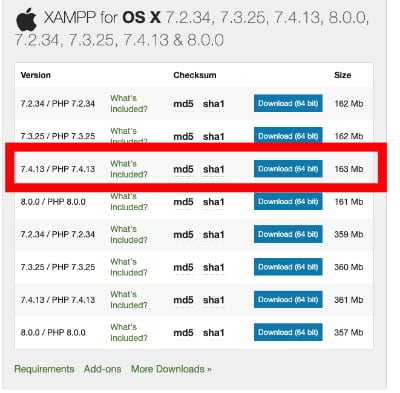 XAMPP for OS X 7.2.34, 7.3.25, 7.4.13, 8.0.0,
7.2.34, 7.3.25, 7.4.13 & 8.0.0
Version Checksum Size
7.2.34 / PHP 7.2.34 What's Included? md5 sha1 Download (64 bit) 162 Mb
7.3.25 / PHP 7.3.25 What's Included? md5 sha1 Download (64 bit) 162 Mb
7.4.13 / PHP 7.4.13 What's Included? md5 sha1 Download (64 bit) 163 Mb
8.0.0 / PHP 8.0.0 What's Included? md5 sha1 Download (64 bit) 161 Mb
7.2.34 / PHP 7.2.34 What's Included? md5 sha1 Download (64 bit) 359 Mb
7.3.25 / PHP 7.3.25 What's Included? md5 sha1 Download (64 bit) 360 Mb
7.4.13 / PHP 7.4.13 What's Included? md5 sha1 Download (64 bit) 361 Mb
8.0.0 / PHP 8.0.0 What's Included? md5 sha1 Download (64 bit) 357 Mb
Requirements Add-ons More Downloads »